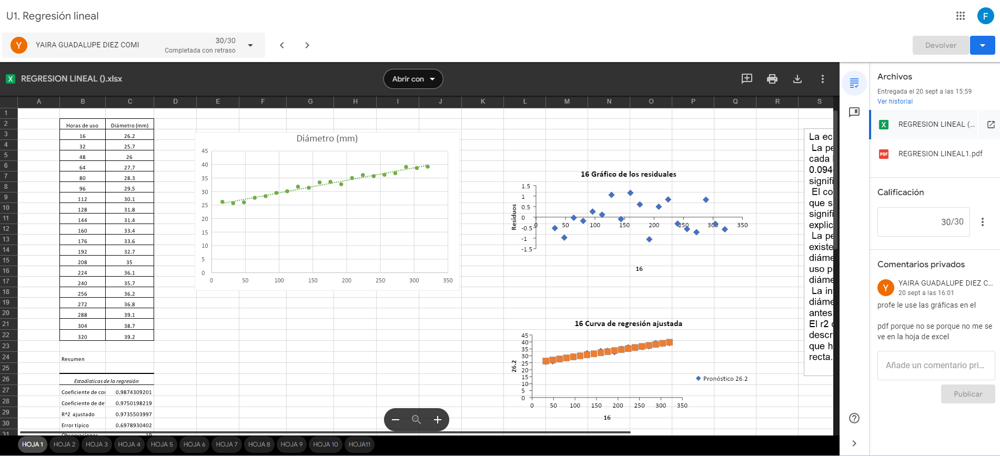 U1. Regresión lineal
F
Y
YAIRA GUADALUPE DIEZ COMI
30/30
Completada con retraso
Devolver
REGRESION LINEAL ().xlsx
Abrir con
A B C D E F G H I J K L M N O P Q R S
1
2 Horas de uso Diámetro (mm)
3 16 26.2
4 32 25.7
5 48 26
6 64 27.7
7 80 28.3
8 96 29.5
9 112 30.1
10 128 31.8
11 144 31.4
12 160 33.4
13 176 33.6
14 192 32.7
15 208 35
16 224 36.1
17 240 35.7
18 256 36.2
19 272 36.8
20 288 39.1
21 304 38.7
22 320 39.2
23
24 Resumen
25
26 Estadísticas de la regresión
27 Coeficiente de co 0.9874309201
28 Coeficiente de de 0.9750198219
29 R^2 ajustado 0.9735503997
30 Error típico 0.6978930402
31 Observaciones 19
Diámetro (mm)
45
40
35
30
25
20
15
10
5
0
0 50 100 150 200 250 300 350
16 Gráfico de los residuales
Residuos
1.5
1
0.5
0
-0.5
-1
-1.5
0 50 100 150 200 250 300 350
16
16 Curva de regresión ajustada
26.2
45
40
35
30
25
20
15
10
5
0
0 50 100 150 200 250 300 350
16
Pronóstico 26.2
La ec
La pe
cada
0.094
signifi
El co
que s
signifi
explic
La pe
existe
diáme
uso p
diáme
La in
diáme
antes
El r2
descr
que h
recta.
HOJA 1 HOJA 2 HOJA 3 HOJA 4 HOJA 5 HOJA 6 HOJA 7 HOJA 8 HOJA 9 HOJA 10 HOJA11
Archivos
Entregada el 20 sept a las 15:59
Ver historial
REGRESION LINEAL (...
PDF REGRESION LINEAL1.pdf
Calificación
30/30
Comentarios privados
Y
YAIRA GUADALUPE DIEZ C...
20 sept a las 16:01
profe le use las gráficas en el
pdf porque no se porque no me se
ve en la hoja de excel
Añade un comentario pri...
Publicar